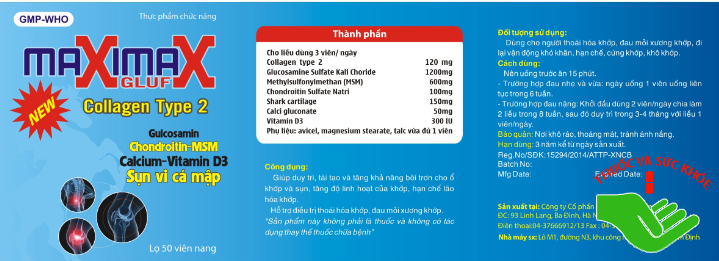 GMP-WHO
Thực phẩm chức năng
MAXIMAX
GLUF
NEW
Collagen Type 2
Gulcosamin
Chondroitin-MSM
Calcium-Vitamin D3
Sụn vi cá mập
Lọ 50 viên nang
Thành phần
Cho liều dùng 3 viên/ ngày
Collagen type 2 120 mg
Glucosamine Sulfate Kali Choride 1200mg
Methylsulfonylmethan (MSM) 600mg
Chondroitin Sulfate Natri 100mg
Shark cartilage 150mg
Calci gluconate 50mg
Vitamin D3 300 IU
Phụ liệu: avicel, magnesium stearate, talc vừa đủ 1 viên
Công dụng:
Giúp duy trì, tái tạo và tăng khả năng bôi trơn cho ổ
khớp và sụn, tăng độ linh hoạt của khớp, hạn chế lão
hóa khớp.
Hỗ trợ điều trị thoái hóa khớp, đau mỏi xương khớp.
"Sản phẩm này không phải là thuốc và không có tác
dụng thay thế thuốc chữa bệnh"
Đối tượng sử dụng:
Dùng cho người thoái hóa khớp, đau mỏi xương khớp, đi
lại vận động khó khăn, hạn chế, cứng khớp, khô khớp.
Cách dùng:
Nên uống trước ăn 15 phút.
- Trường hợp đau nhẹ và vừa: ngày uống 1 viên uống liên
tục trong 6 tuần.
- Trường hợp đau nặng: Khởi đầu dùng 2 viên/ngày chia làm
2 liều trong 8 tuần, sau đó duy trì trong 3-4 tháng với liều 1
viên/ngày.
Bảo quản: Nơi khô ráo, thoáng mát, tránh ánh nắng.
Hạn dùng: 3 năm kể từ ngày sản xuất.
Reg.No/SĐK:15294/2014/ATTP-XNCB
Batch No:
Mfg Date: Expired Date:
THUỐC VÀ SỨC KHỎE
Sản xuất tại: Công ty Cổ phần
ĐC: 93 Linh Lang, Ba Đình, Hà N
Điện thoại:04-37666912/13 Fax : 04-3
Nhà máy sx: Lô M1, đường N3, khu công Định